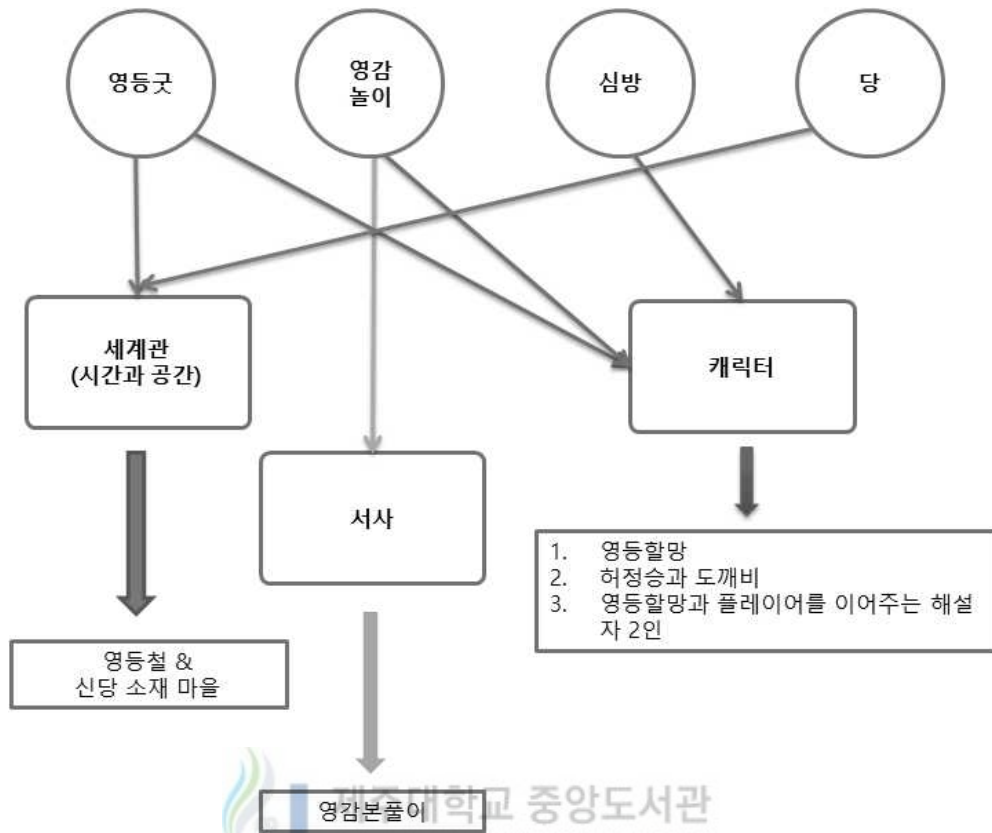 영등굿
영감
놀이
심방
당
세계관
(시간과 공간)
캐릭터
서사
1. 영등할망
2. 허정승과 도깨비
3. 영등할망과 플레이어를 이어주는 해설
자 2인
영등철 &
신당 소재 마을
제주대학교 중앙도서관
영감본풀이